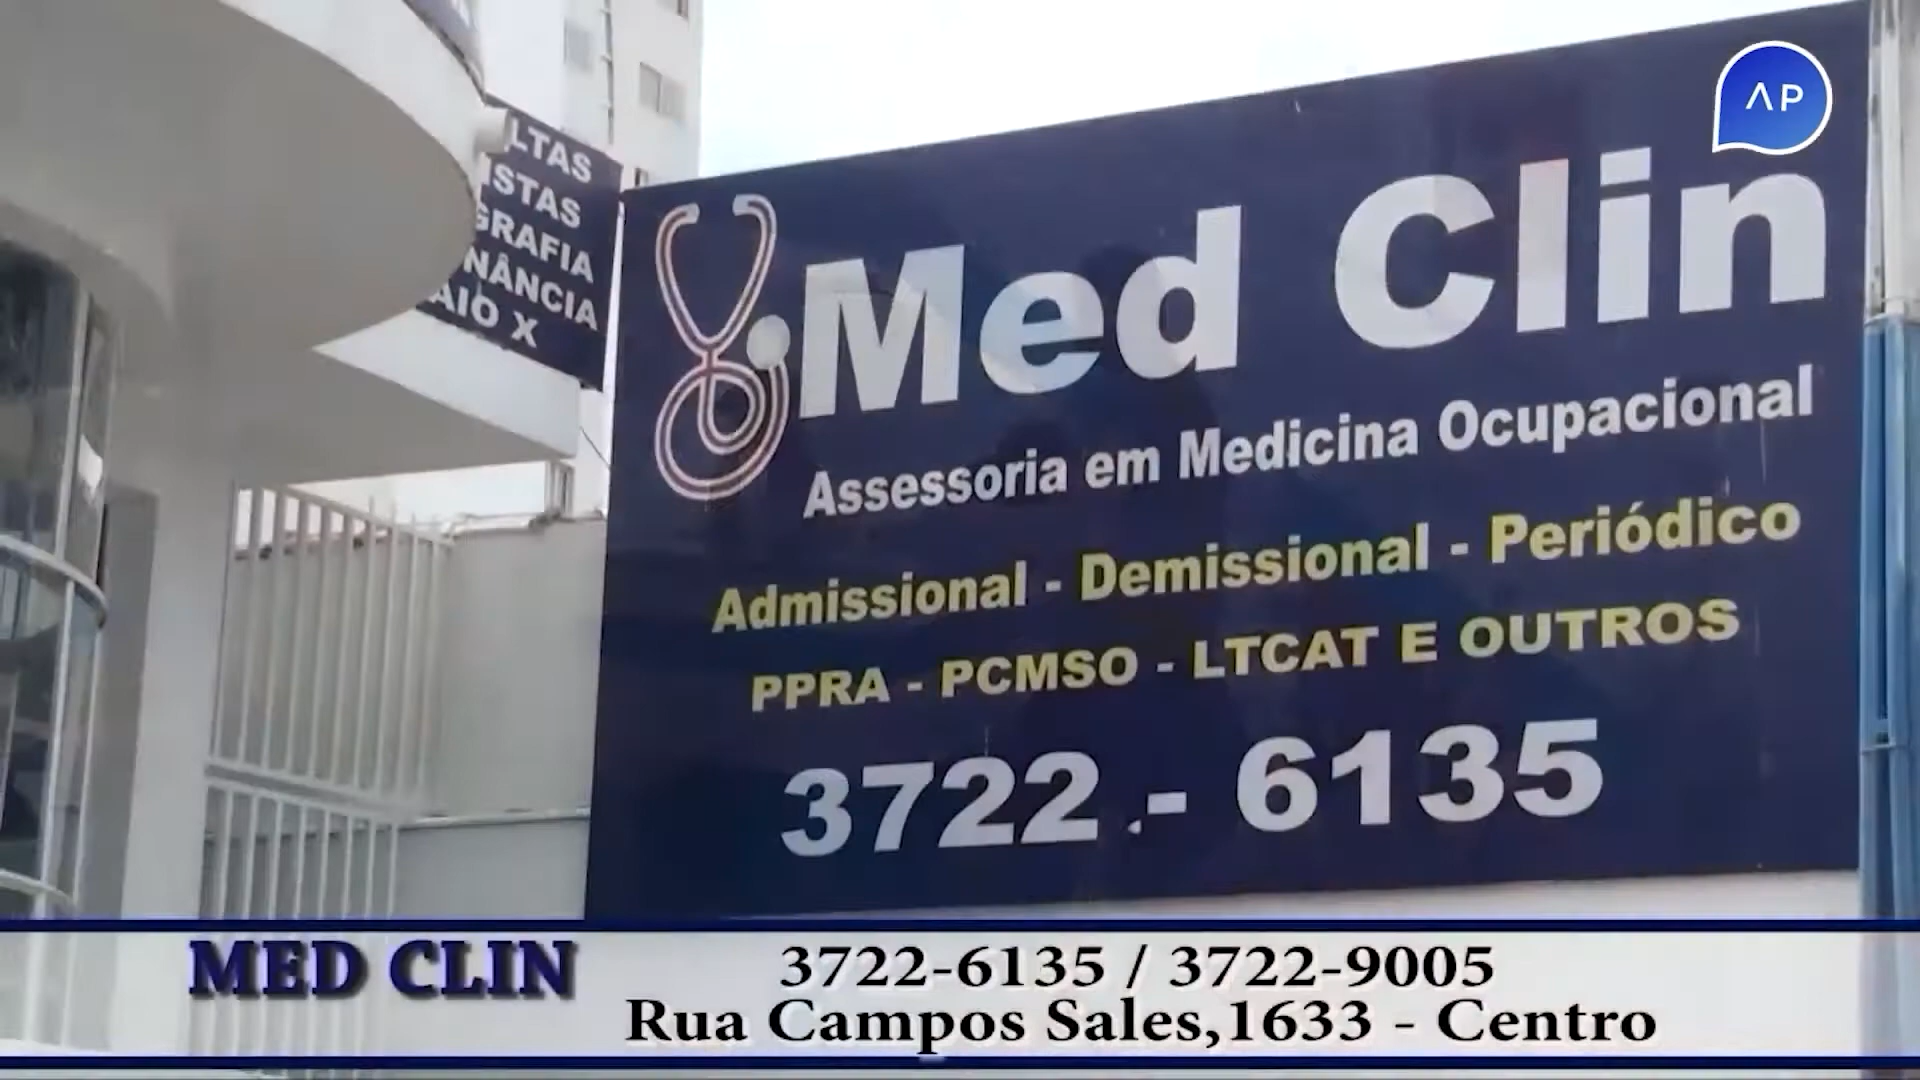 ΛP
LTAS
ISTAS
GRAFIA
NÂNCIA
AIO X
Med Clin
Assessoria em Medicina Ocupacional
Admissional - Demissional - Periódico
PPRA - PCMSO - LTCAT E OUTROS
3722 - 6135
MED CLIN
3722-6135 / 3722-9005
Rua Campos Sales,1633 - Centro